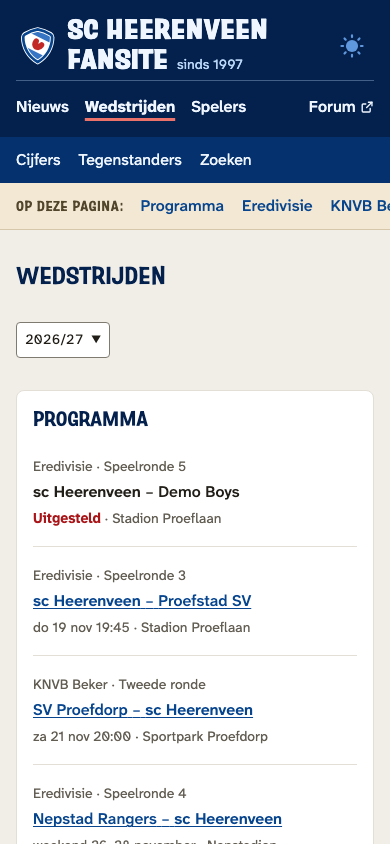 SC HEERENVEEN
FANSITE sinds 1997
Nieuws Wedstrijden Spelers Forum
Cijfers Tegenstanders Zoeken
OP DEZE PAGINA: Programma Eredivisie KNVB Be
WEDSTRIJDEN
2026/27 ▼
PROGRAMMA
Eredivisie · Speelronde 5
sc Heerenveen – Demo Boys
Uitgesteld · Stadion Proeflaan
Eredivisie · Speelronde 3
sc Heerenveen – Proefstad SV
do 19 nov 19:45 · Stadion Proeflaan
KNVB Beker · Tweede ronde
SV Proefdorp – sc Heerenveen
za 21 nov 20:00 · Sportpark Proefdorp
Eredivisie · Speelronde 4
Nepstad Rangers – sc Heerenveen